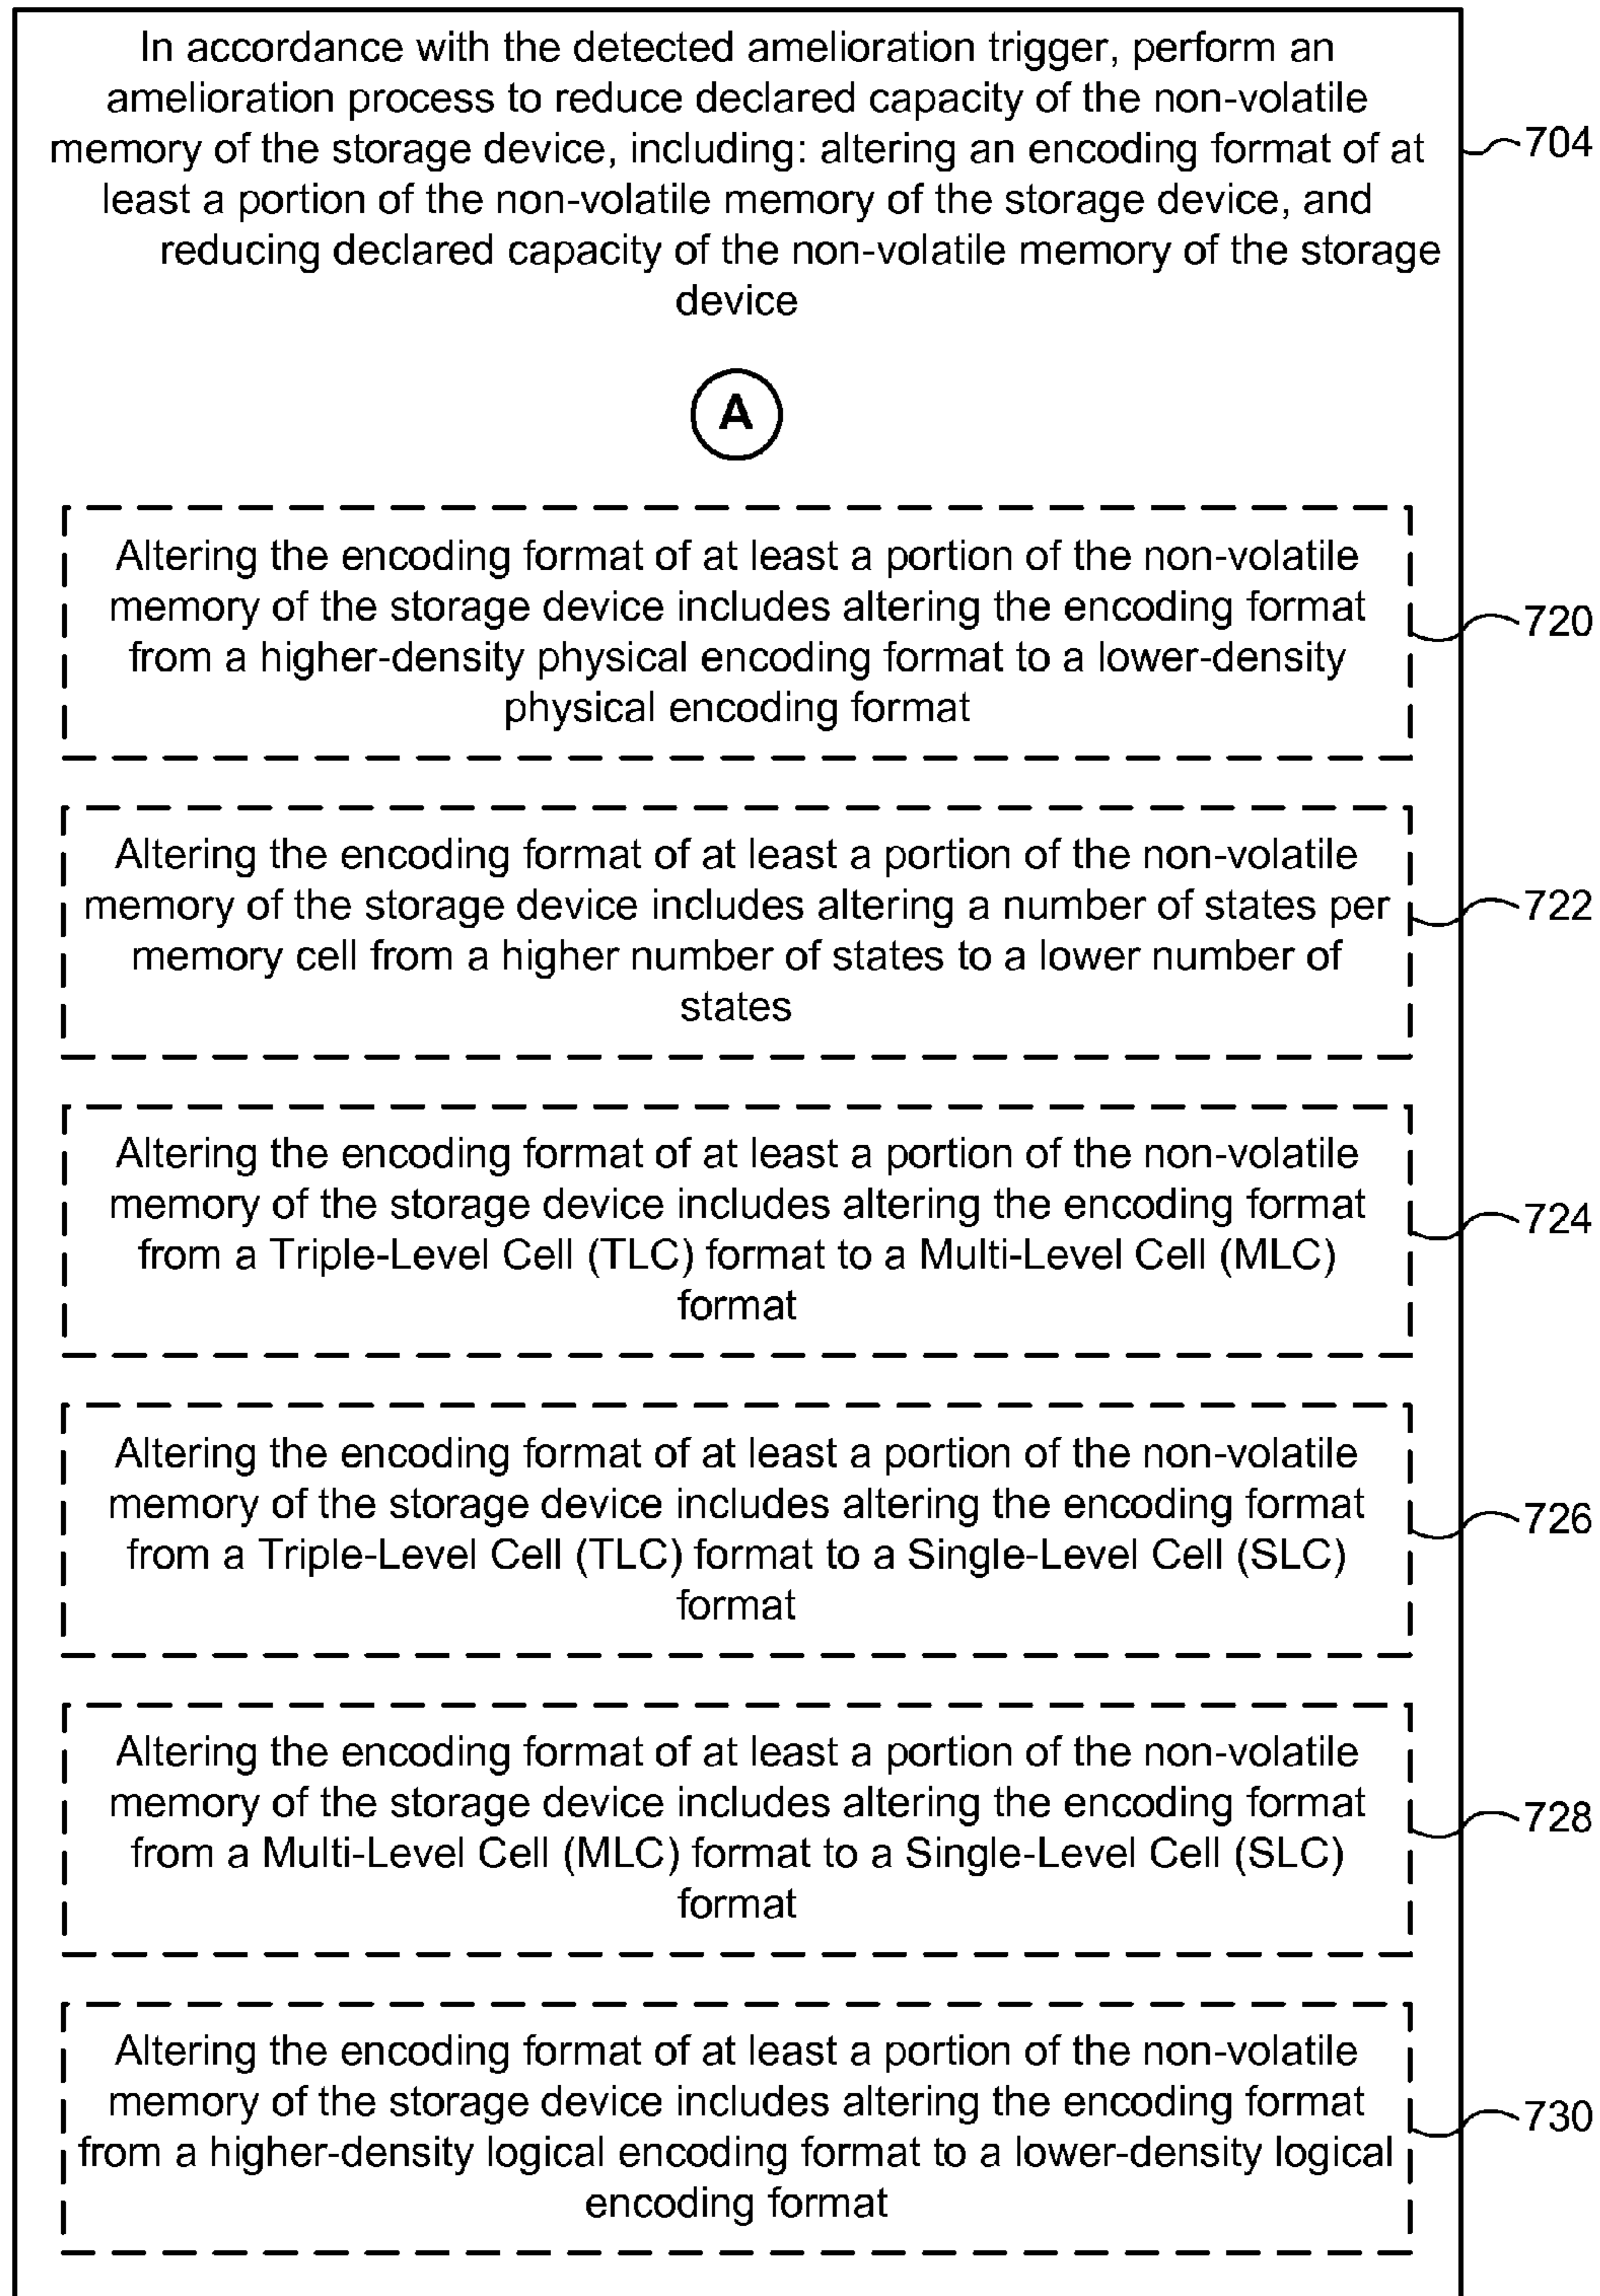 In accordance with the detected amelioration trigger, perform an
amelioration process to reduce declared capacity of the non-volatile
memory of the storage device, including: altering an encoding format of at
least a portion of the non-volatile memory of the storage device, and
reducing declared capacity of the non-volatile memory of the storage
device
704
A
Altering the encoding format of at least a portion of the non-volatile
memory of the storage device includes altering the encoding format
from a higher-density physical encoding format to a lower-density
physical encoding format
720
Altering the encoding format of at least a portion of the non-volatile
memory of the storage device includes altering a number of states per
memory cell from a higher number of states to a lower number of
states
722
Altering the encoding format of at least a portion of the non-volatile
memory of the storage device includes altering the encoding format
from a Triple-Level Cell (TLC) format to a Multi-Level Cell (MLC)
format
724
Altering the encoding format of at least a portion of the non-volatile
memory of the storage device includes altering the encoding format
from a Triple-Level Cell (TLC) format to a Single-Level Cell (SLC)
format
726
Altering the encoding format of at least a portion of the non-volatile
memory of the storage device includes altering the encoding format
from a Multi-Level Cell (MLC) format to a Single-Level Cell (SLC)
format
728
Altering the encoding format of at least a portion of the non-volatile
memory of the storage device includes altering the encoding format
from a higher-density logical encoding format to a lower-density logical
encoding format
730